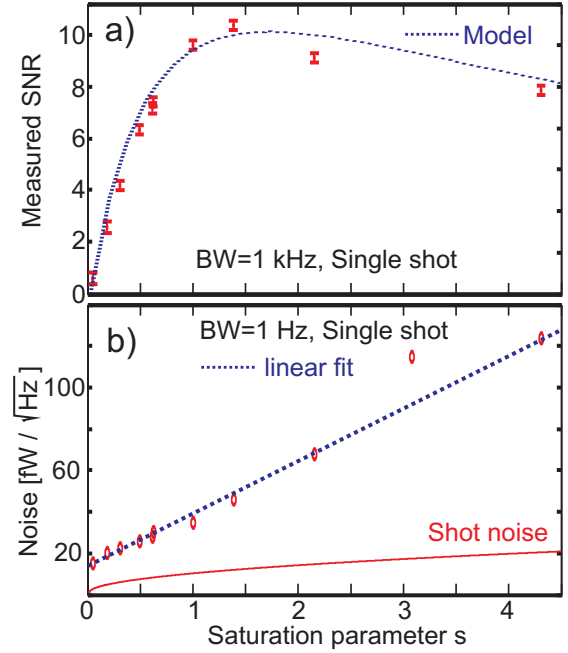 a)
Model
Measured SNR
10
8
6
4
2
0
BW=1 kHz, Single shot
b)
BW=1 Hz, Single shot
linear fit
Noise [fW / √Hz ]
100
60
20
Shot noise
0 1 2 3 4
Saturation parameter s